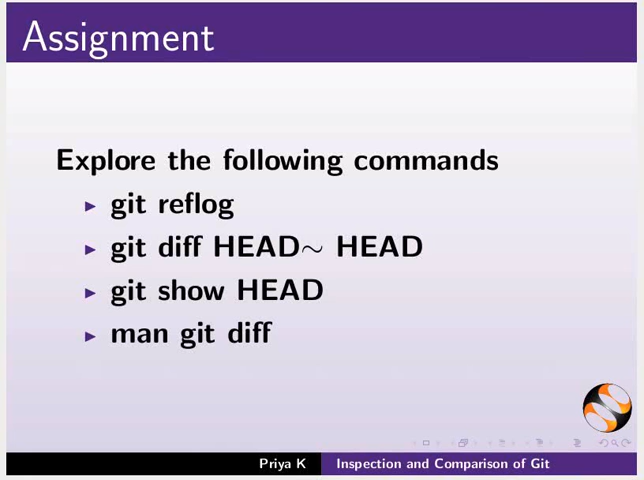 Assignment
Explore the following commands
git reflog
git diff HEAD~ HEAD
git show HEAD
man git diff
Priya K
Inspection and Comparison of Git